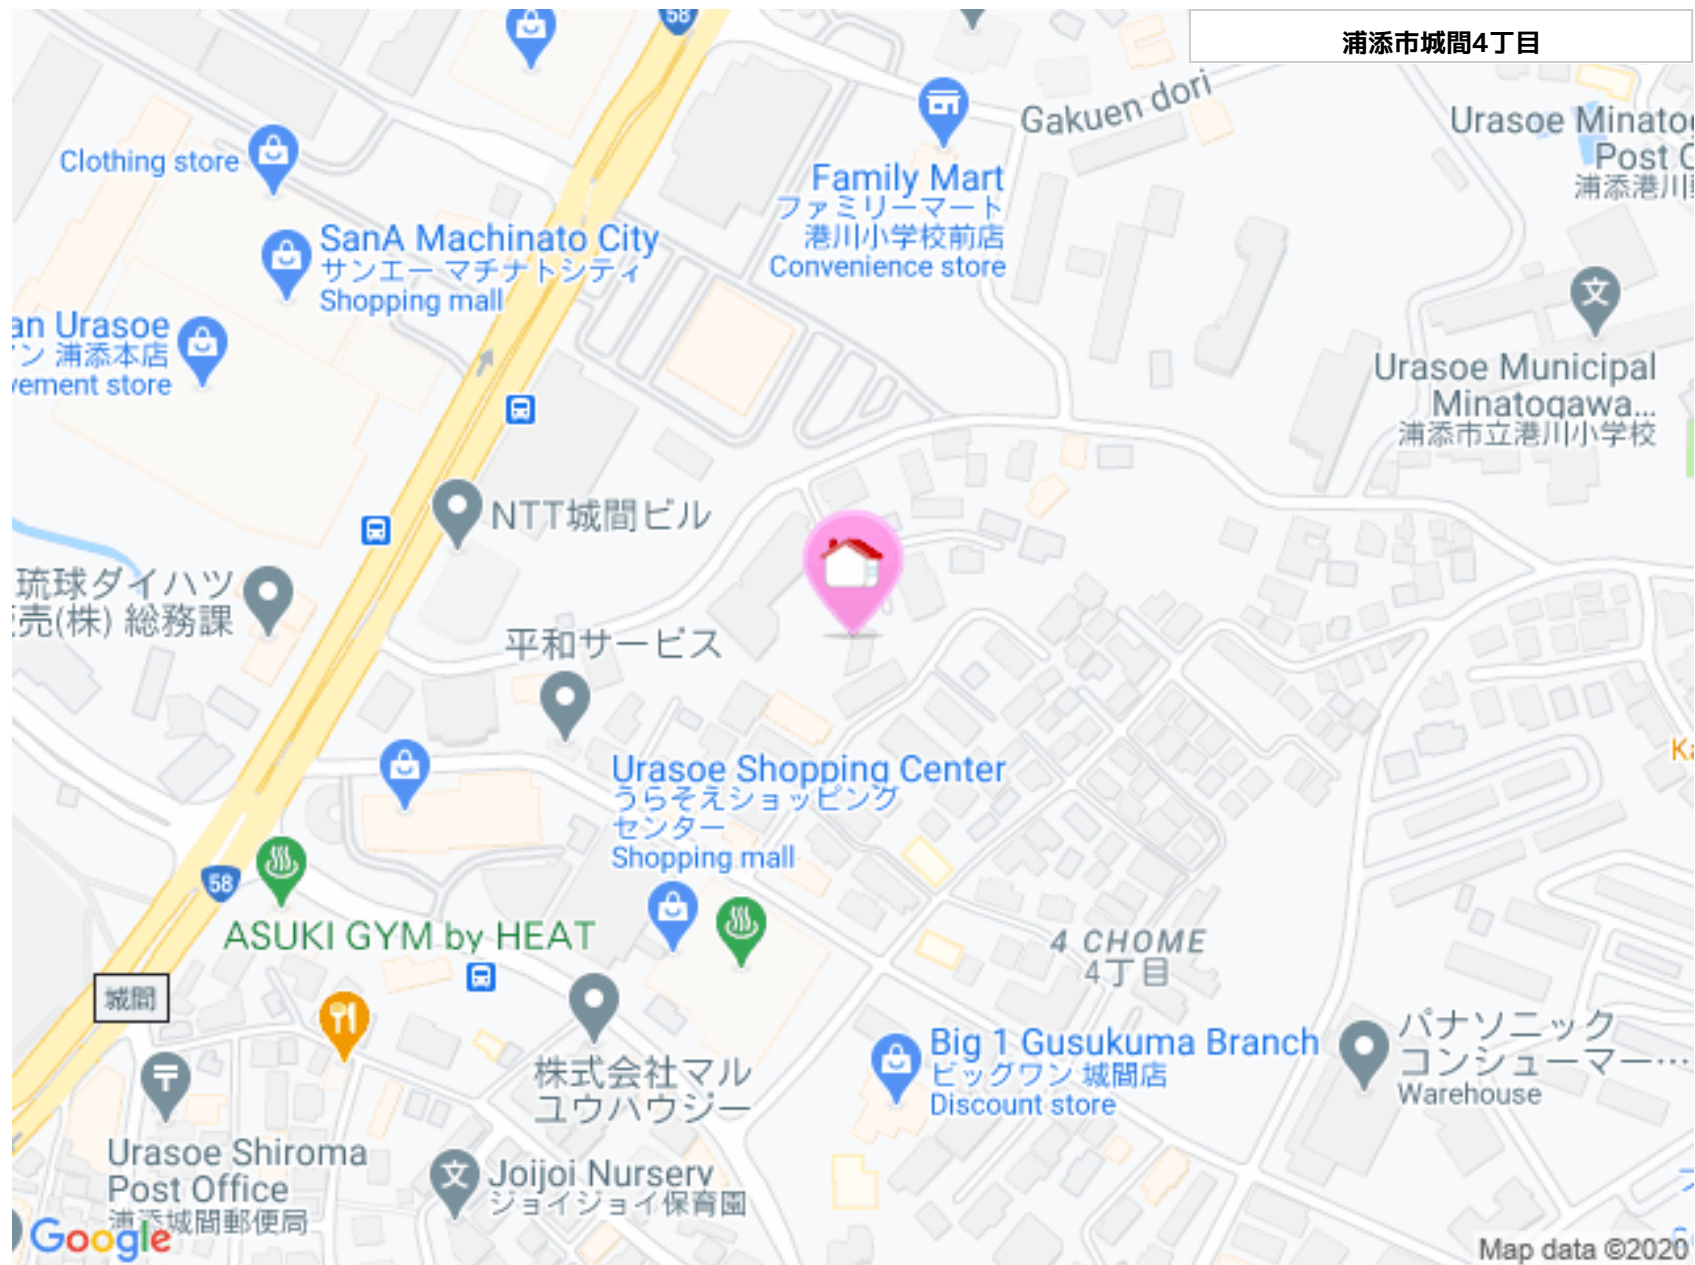 58
浦添市城間4丁目
Gakuen dori
Urasoe
Post
Clothing store
Family Mart
ファミリーマート
港川小学校前店
Convenience store
SanA Machinato City
サンエー マチナトシティ
Shopping mall
Urasoe
浦添本店
store
文
Urasoe Municipal
Minatogawa...
浦添市立港川小学校
NTT城間ビル
琉球ダイハツ
売(株) 総務課
平和サービス
Urasoe Shopping Center
うらそえショッピング
センター
Shopping mall
58
ASUKI GYM by HEAT
4 CHOME
4丁目
城間
〒
Big 1 Gusukuma Branch
ビッグワン 城間店
Discount store
パナソニック
コンシューマー…
Warehouse
株式会社マル
ユウハウジー
Urasoe Shiroma
Post Office
浦添城間郵便局
文
Joijoi Nurserv
ジョイジョイ保育園
Google
Map data ©2020